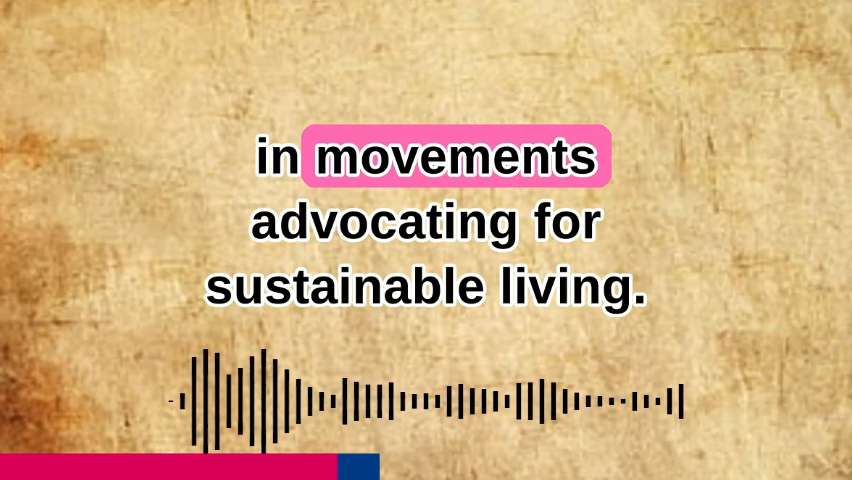 in movements
advocating for
sustainable living.